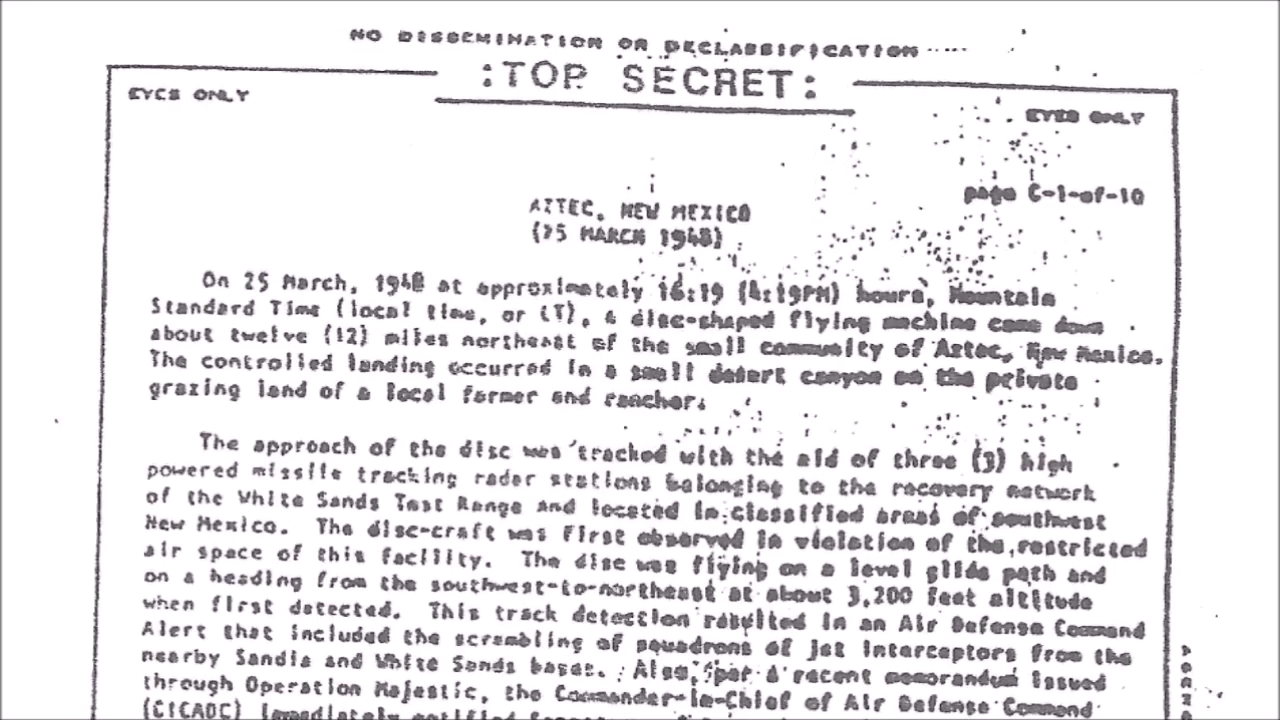 NO DISSEMINATION OR DECLASSIFICATION .....
:TOP SECRET:
EYES ONLY
EYES ONLY
page C-1-of-10
AZTEC, NEW MEXICO
(25 MARCH 1948)
On 25 March, 1948 at approximately 16:19 (4:19PM) hours, Mountain
Standard Time (local time, or LT), a disc-shaped flying machine came down
about twelve (12) miles northeast of the small community of Aztec, New Mexico.
The controlled landing occurred in a small desert canyon on the private
grazing land of a local farmer and rancher.
The approach of the disc was tracked with the aid of three (3) high
powered missile tracking radar stations belonging to the recovery network
of the White Sands Test Range and located in classified areas of southwest
New Mexico. The disc-craft was first observed in violation of the restricted
air space of this facility. The disc was flying on a level glide path and
on a heading from the southwest-to-northeast at about 3,200 feet altitude
when first detected. This track detection resulted in an Air Defense Command
Alert that included the scrambling of squadrons of jet interceptors from the
nearby Sandia and White Sands bases. Also, per a recent memorandum issued
through Operation Majestic, the Commander-in-Chief of Air Defense Command
(CICADC) immediately notified